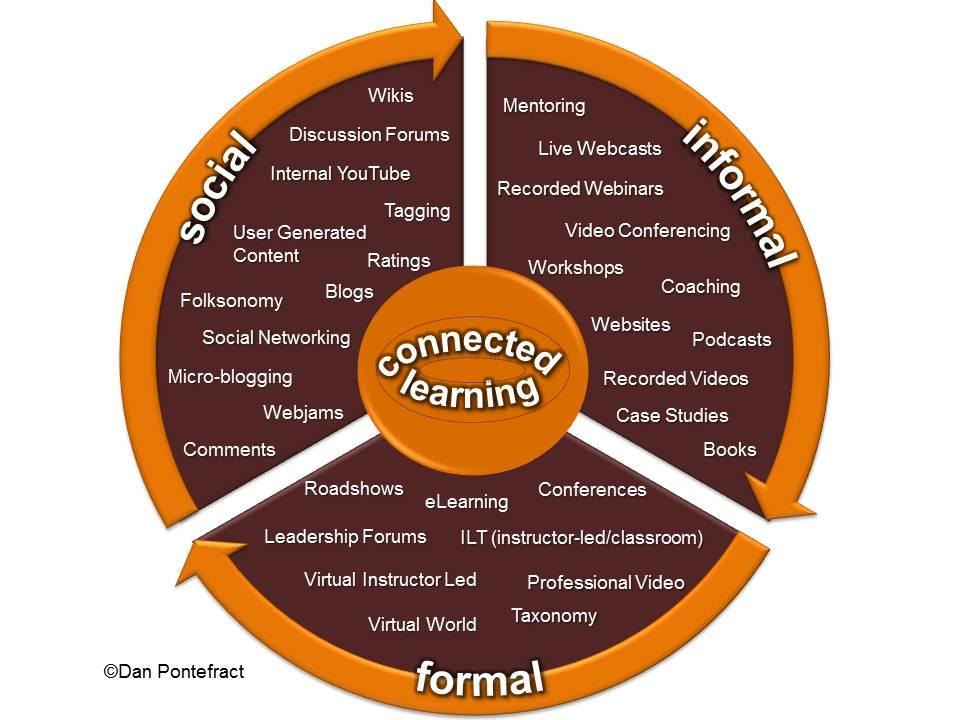 social
Wikis
Discussion Forums
Internal YouTube
Tagging
User Generated
Content
Ratings
Blogs
Folksonomy
Social Networking
Micro-blogging
Webjams
Comments
informal
Mentoring
Live Webcasts
Recorded Webinars
Video Conferencing
Workshops
Coaching
Websites
Podcasts
Recorded Videos
Case Studies
Books
connected
learning
Roadshows
eLearning
Conferences
Leadership Forums
ILT (instructor-led/classroom)
Virtual Instructor Led
Professional Video
Taxonomy
Virtual World
formal
©Dan Pontefract